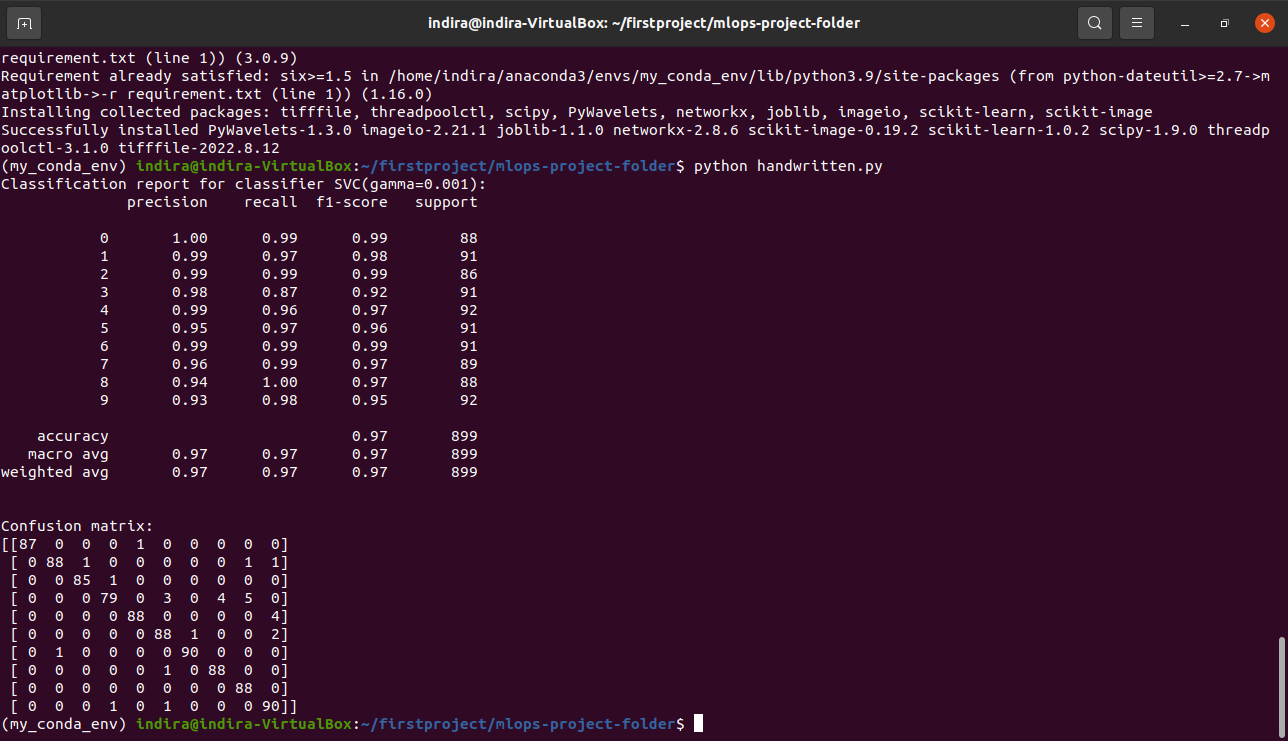 indira@indira-VirtualBox: ~/firstproject/mlops-project-folder
requirement.txt (line 1)) (3.0.9)
Requirement already satisfied: six>=1.5 in /home/indira/anaconda3/envs/my_conda_env/lib/python3.9/site-packages (from python-dateutil>=2.7->m
atplotlib->-r requirement.txt (line 1)) (1.16.0)
Installing collected packages: tifffile, threadpoolctl, scipy, PyWavelets, networkx, joblib, imageio, scikit-learn, scikit-image
Successfully installed PyWavelets-1.3.0 imageio-2.21.1 joblib-1.1.0 networkx-2.8.6 scikit-image-0.19.2 scikit-learn-1.0.2 scipy-1.9.0 threadp
oolctl-3.1.0 tifffile-2022.8.12
(my_conda_env) indira@indira-VirtualBox:~/firstproject/mlops-project-folder$ python handwritten.py
Classification report for classifier SVC(gamma=0.001):
              precision    recall  f1-score   support

           0       1.00      0.99      0.99        88
           1       0.99      0.97      0.98        91
           2       0.99      0.99      0.99        86
           3       0.98      0.87      0.92        91
           4       0.99      0.96      0.97        92
           5       0.95      0.97      0.96        91
           6       0.99      0.99      0.99        91
           7       0.96      0.99      0.97        89
           8       0.94      1.00      0.97        88
           9       0.93      0.98      0.95        92

    accuracy                           0.97       899
   macro avg       0.97      0.97      0.97       899
weighted avg       0.97      0.97      0.97       899


Confusion matrix:
[[87  0  0  0  1  0  0  0  0  0]
 [ 0 88  1  0  0  0  0  0  1  1]
 [ 0  0 85  1  0  0  0  0  0  0]
 [ 0  0  0 79  0  3  0  4  5  0]
 [ 0  0  0  0 88  0  0  0  0  4]
 [ 0  0  0  0  0 88  1  0  0  2]
 [ 0  1  0  0  0  0 90  0  0  0]
 [ 0  0  0  0  0  1  0 88  0  0]
 [ 0  0  0  0  0  0  0  0 88  0]
 [ 0  0  0  1  0  1  0  0  0 90]]
(my_conda_env) indira@indira-VirtualBox:~/firstproject/mlops-project-folder$